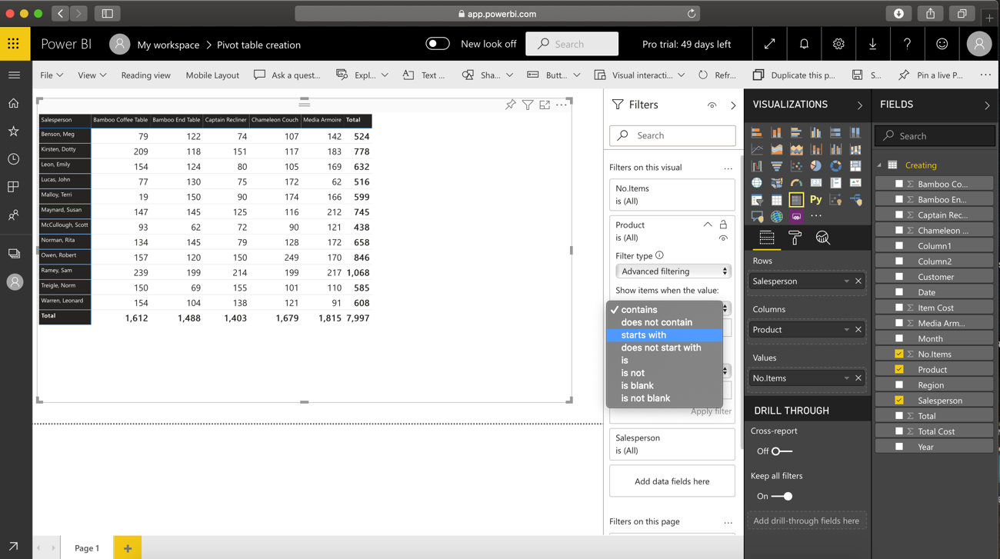 app.powerbi.com
Power BI My workspace > Pivot table creation New look off Search Pro trial: 49 days left
File View Reading view Mobile Layout Ask a quest... Expl... Text ... Sha... Butt... Visual interacti... Refr... Duplicate this p... S... Pin a live P... ...
Salesperson Bamboo Coffee Table Bamboo End Table Captain Recliner Chameleon Couch Media Armoire Total
Benson, Meg 79 122 74 107 142 524
Kirsten, Dotty 209 118 151 117 183 778
Leon, Emily 154 124 80 105 169 632
Lucas, John 77 130 75 172 62 516
Malloy, Terri 19 150 90 174 166 599
Maynard, Susan 147 145 125 116 212 745
McCullough, Scott 93 62 72 90 121 438
Norman, Rita 134 145 79 128 172 658
Owen, Robert 157 120 150 249 170 846
Ramey, Sam 239 199 214 199 217 1,068
Treigle, Norm 150 69 155 101 110 585
Warren, Leonard 154 104 138 121 91 608
Total 1,612 1,488 1,403 1,679 1,815 7,997
Page 1
Filters
Search
Filters on this visual ...
No.Items
is (All)
Product
is (All)
Filter type
Advanced filtering
Show items when the value:
✓ contains
does not contain
starts with
does not start with
is
is not
is blank
is not blank
Apply filter
Salesperson
is (All)
Add data fields here
Filters on this page ...
VISUALIZATIONS
Py
...
Rows
Salesperson
Columns
Product
Values
No.Items
DRILL THROUGH
Cross-report
Off
Keep all filters
On
Add drill-through fields here
FIELDS
Search
Creating
Σ Bamboo Co...
Σ Bamboo En...
Σ Captain Rec...
Σ Chameleon ...
Column1
Column2
Customer
Date
Σ Item Cost
Σ Media Arm...
Month
Σ No.Items
Product
Region
Salesperson
Σ Total
Σ Total Cost
Year